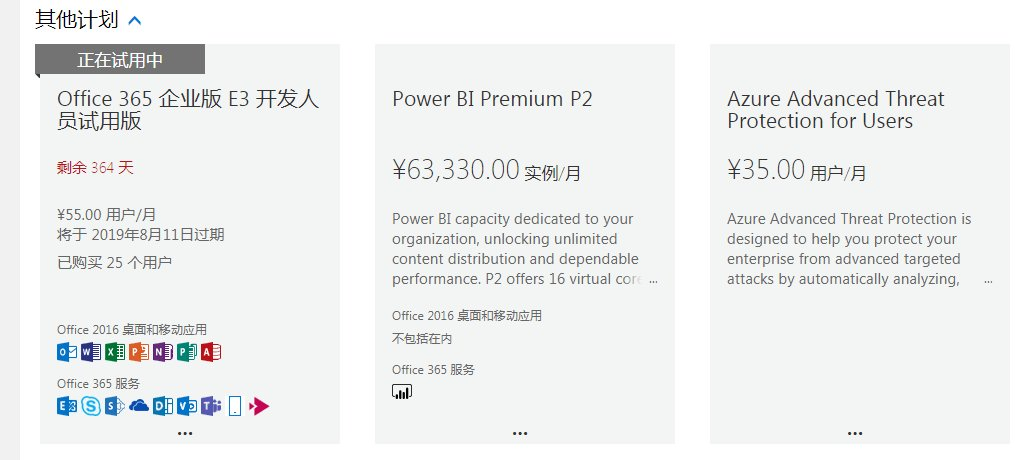 其他计划
正在试用中
Office 365 企业版 E3 开发人
员试用版
剩余 364 天
¥55.00 用户/月
将于 2019年8月11日过期
已购买 25 个用户
Office 2016 桌面和移动应用
Office 365 服务
Power BI Premium P2
¥63,330.00 实例/月
Power BI capacity dedicated to your
organization, unlocking unlimited
content distribution and dependable
performance. P2 offers 16 virtual core ...
Office 2016 桌面和移动应用
不包括在内
Office 365 服务
Azure Advanced Threat
Protection for Users
¥35.00 用户/月
Azure Advanced Threat Protection is
designed to help you protect your
enterprise from advanced targeted
attacks by automatically analyzing, ...